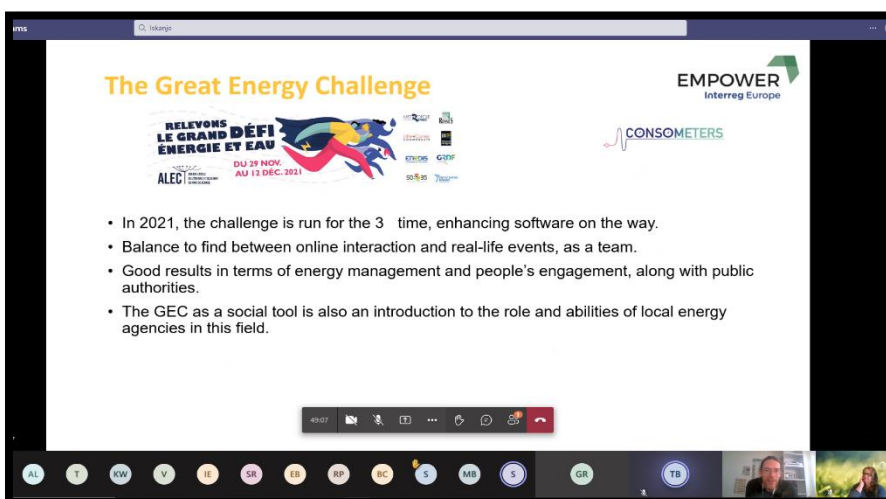 ams
Iskanje
The Great Energy Challenge
EMPOWER
Interreg Europe
RELEVONS
LE GRAND DÉFI
ÉNERGIE ET EAU
DU 29 NOV.
AU 12 DÉC. 2021
ALEC
ENEDIS GRDF
CONSOMETERS
• In 2021, the challenge is run for the 3 time, enhancing software on the way.
• Balance to find between online interaction and real-life events, as a team.
• Good results in terms of energy management and people's engagement, along with public
authorities.
• The GEC as a social tool is also an introduction to the role and abilities of local energy
agencies in this field.
49:07
AL T KW V IE SR EB RP BC S MB S GR TB